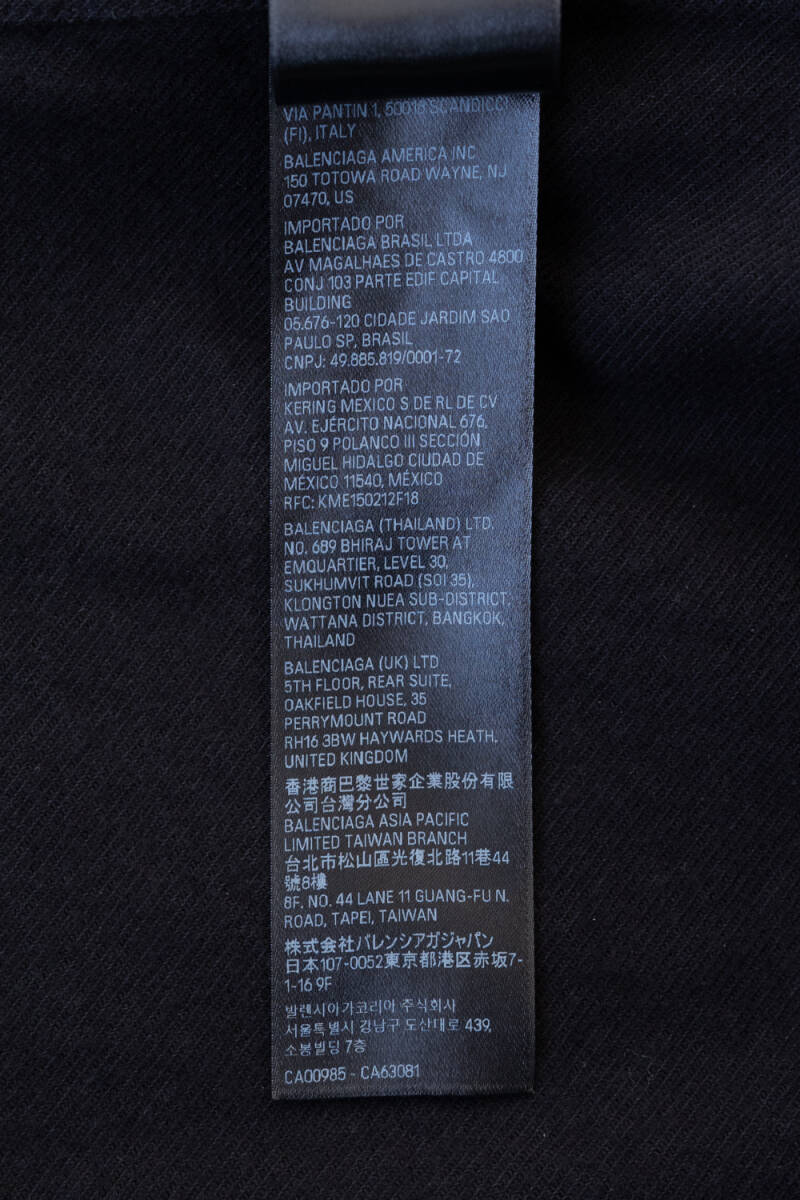 VIA PANTIN 1, 50018 SCANDICCI
(FI), ITALY
BALENCIAGA AMERICA INC
150 TOTOWA ROAD WAYNE, NJ
07470, US
IMPORTADO POR
BALENCIAGA BRASIL LTDA
AV MAGALHAES DE CASTRO 4800
CONJ 103 PARTE EDIF CAPITAL
BUILDING
05.676-120 CIDADE JARDIM SAO
PAULO SP, BRASIL
CNPJ: 49.885.819/0001-72
IMPORTADO POR
KERING MEXICO S DE RL DE CV
AV. EJÉRCITO NACIONAL 676,
PISO 9 POLANCO III SECCIÓN
MIGUEL HIDALGO CIUDAD DE
MÉXICO 11540, MÉXICO
RFC: KME150212F18
BALENCIAGA (THAILAND) LTD.
NO. 689 BHIRAJ TOWER AT
EMQUARTIER, LEVEL 30,
SUKHUMVIT ROAD (SOI 35),
KLONGTON NUEA SUB-DISTRICT,
WATTANA DISTRICT, BANGKOK,
THAILAND
BALENCIAGA (UK) LTD
5TH FLOOR, REAR SUITE,
OAKFIELD HOUSE, 35
PERRYMOUNT ROAD
RH16 3BW HAYWARDS HEATH,
UNITED KINGDOM
香港商巴黎世家企業股份有限
公司台灣分公司
BALENCIAGA ASIA PACIFIC
LIMITED TAIWAN BRANCH
台北市松山區光復北路11巷44
號8樓
8F, NO. 44 LANE 11 GUANG-FU N.
ROAD, TAPEI, TAIWAN
株式会社バレンシアガジャパン
日本107-0052東京都港区赤坂7-
1-16 9F
발렌시아가코리아 주식회사
서울특별시 강남구 도산대로 439,
소봉빌딩 7층
CA00985 - CA63081